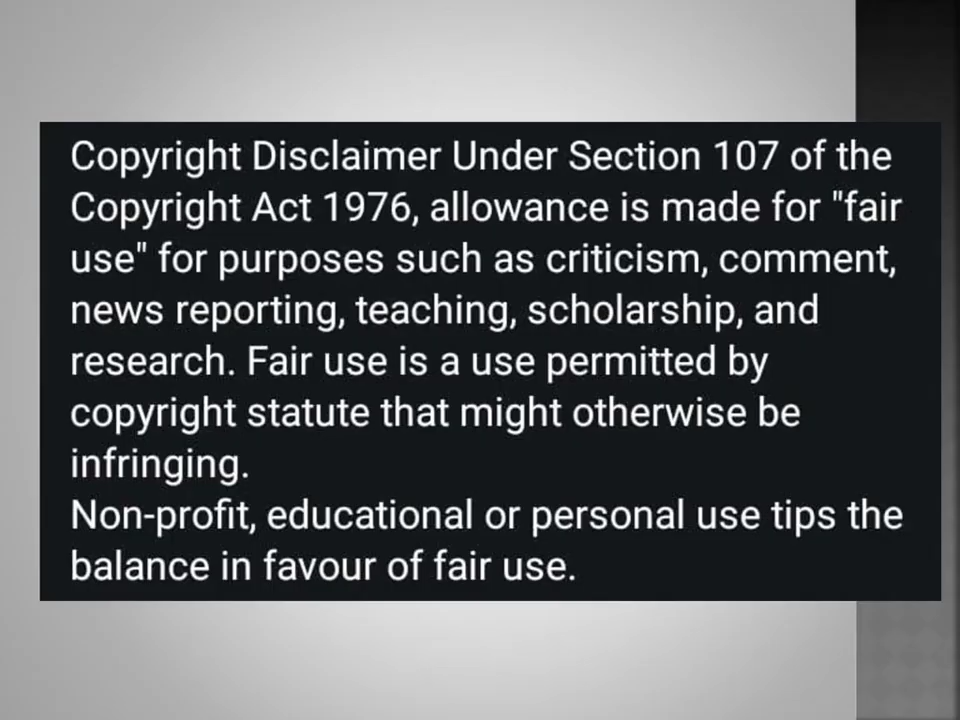 Copyright Disclaimer Under Section 107 of the
Copyright Act 1976, allowance is made for "fair
use" for purposes such as criticism, comment,
news reporting, teaching, scholarship, and
research. Fair use is a use permitted by
copyright statute that might otherwise be
infringing.
Non-profit, educational or personal use tips the
balance in favour of fair use.